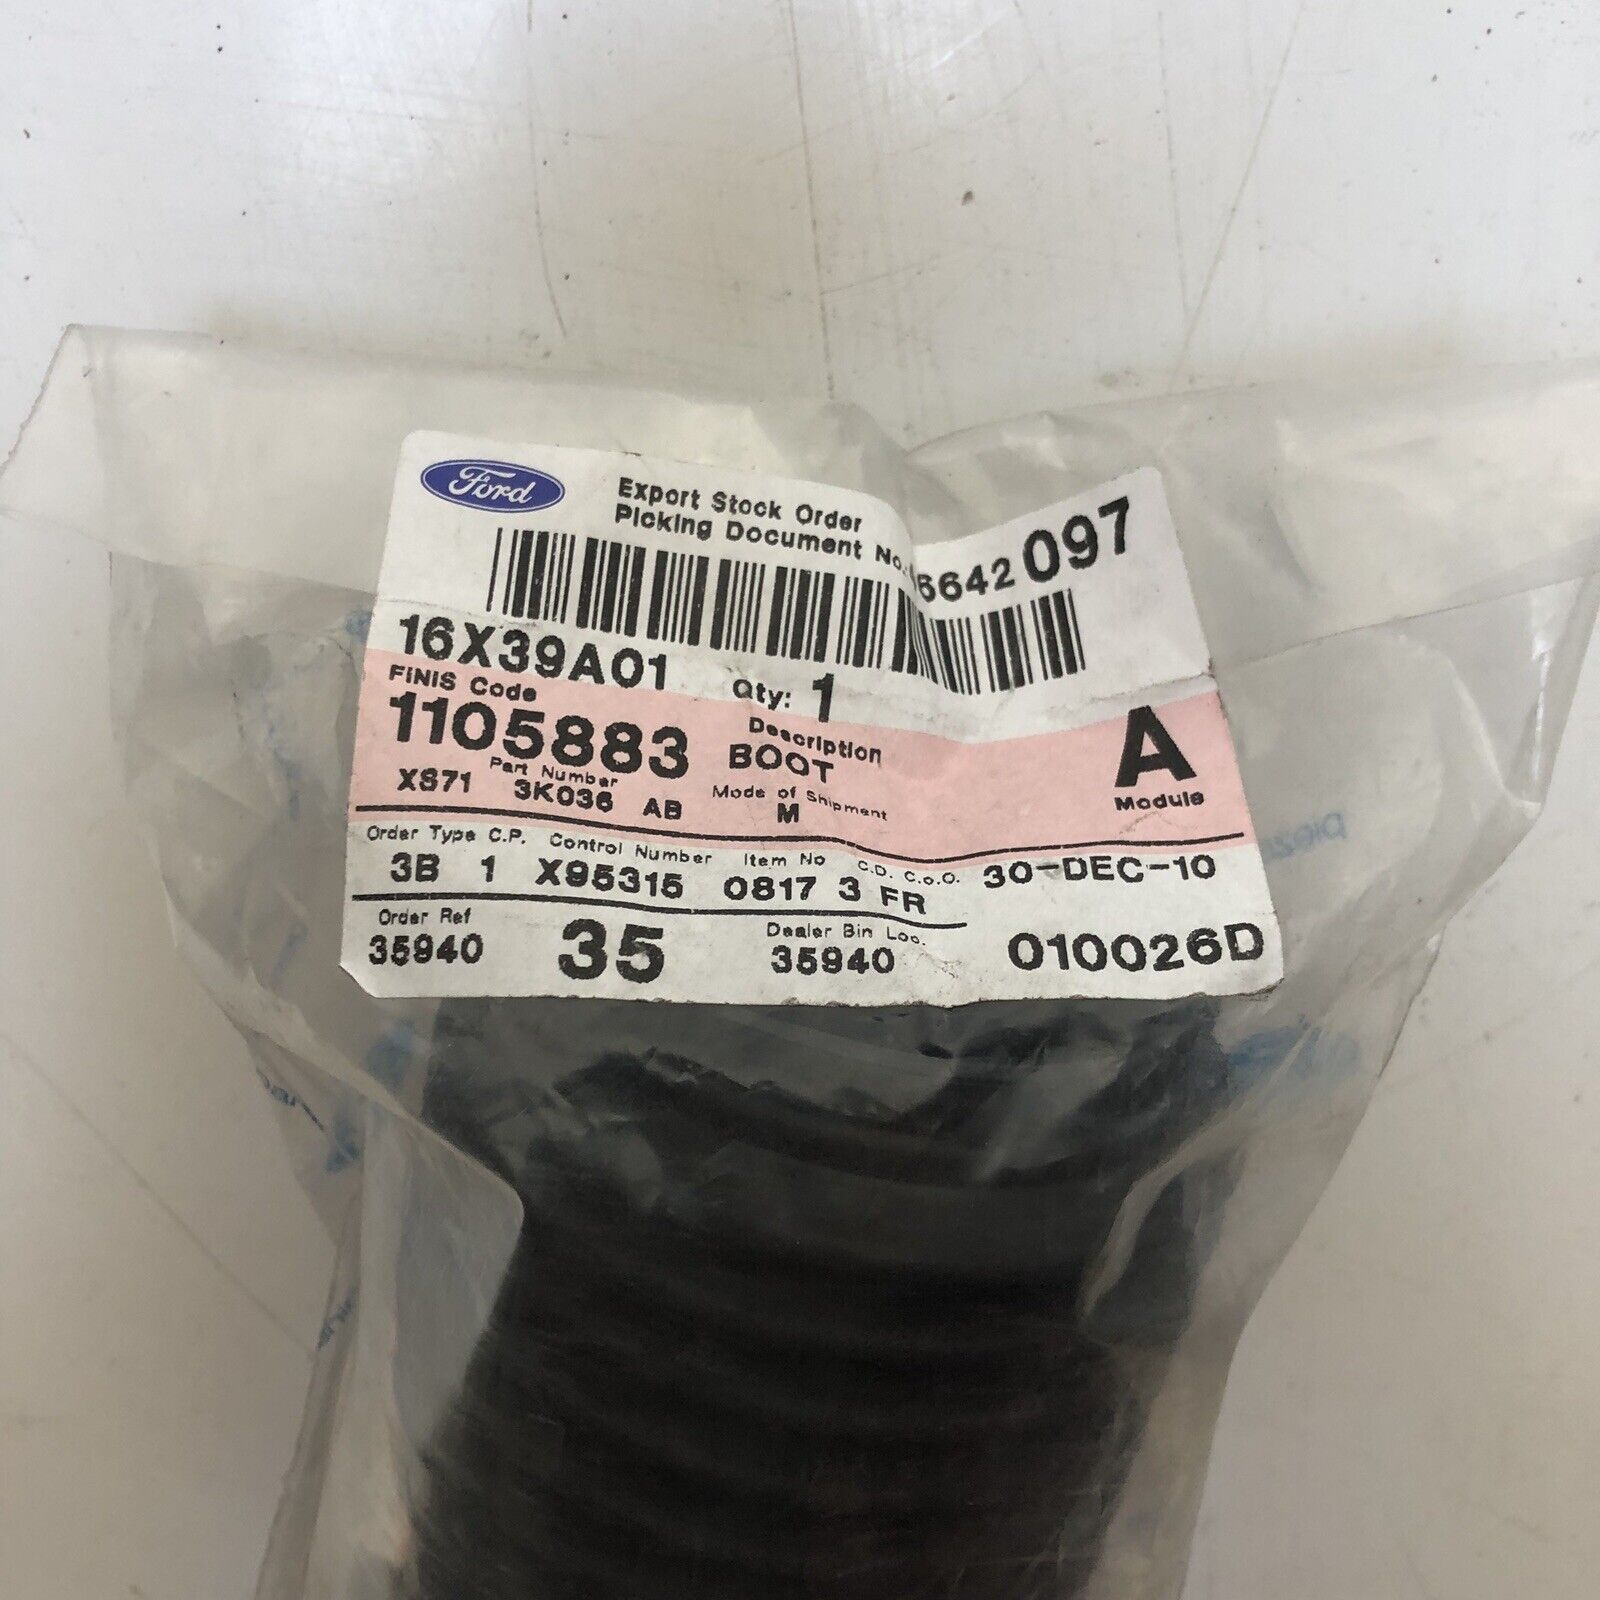 Ford
Export Stock Order
Picking Document No.
6642 097
16X39A01
Qty: 1
FINIS Code
1105883
Description
BOOT
A
Module
Part Number
XS71 3K036 AB
Mode of Shipment
M
Order Type C.P. Control Number Item No C.D. C.o.O.
3B 1 X95315 0817 3 FR
30-DEC-10
Order Ref
35940
35
Dealer Bin Loc.
35940
010026D